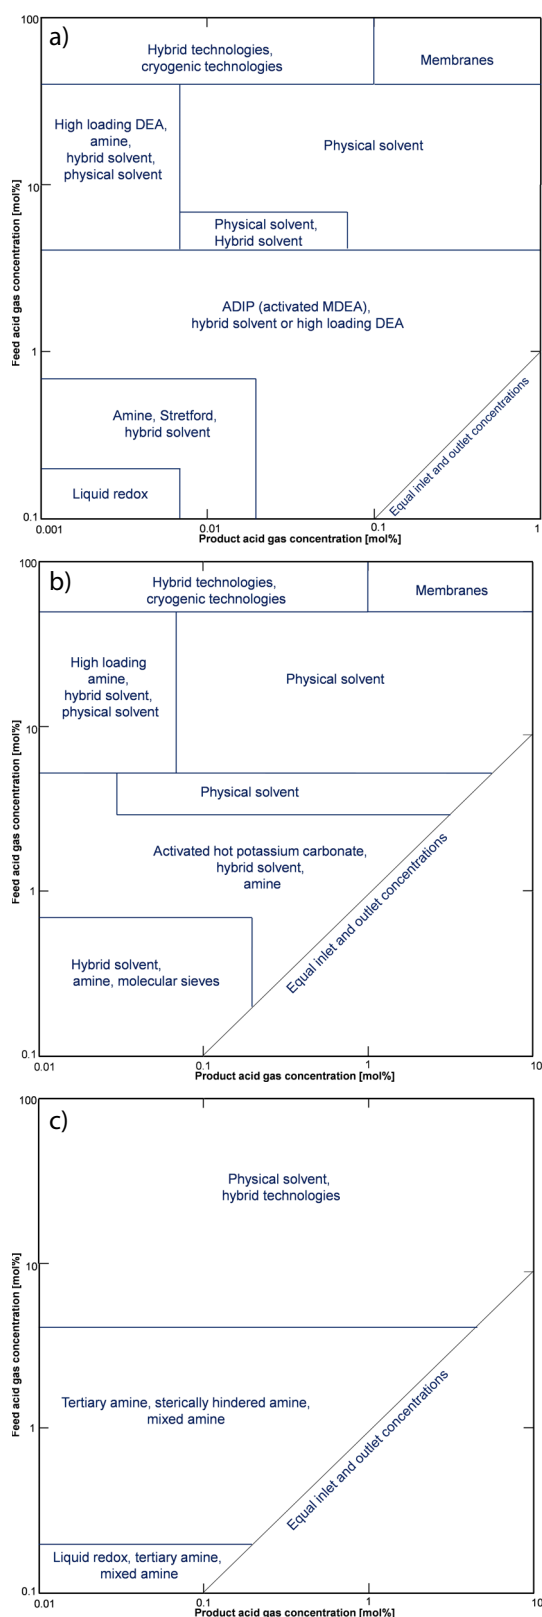 a)
100
Hybrid technologies,
cryogenic technologies
Membranes
High loading DEA,
amine,
hybrid solvent,
physical solvent
Physical solvent
10
Physical solvent,
Hybrid solvent
Feed acid gas concentration [mol%]
ADIP (activated MDEA),
hybrid solvent or high loading DEA
1
Amine, Stretford,
hybrid solvent
Equal inlet and outlet concentrations
Liquid redox
0.1
0.001
0.01
0.1
1
Product acid gas concentration [mol%]
b)
100
Hybrid technologies,
cryogenic technologies
Membranes
High loading
amine,
hybrid solvent,
physical solvent
Physical solvent
10
Physical solvent
Feed acid gas concentration [mol%]
Activated hot potassium carbonate,
hybrid solvent,
amine
1
Equal inlet and outlet concentrations
Hybrid solvent,
amine, molecular sieves
0.1
0.01
0.1
1
10
Product acid gas concentration [mol%]
c)
100
Physical solvent,
hybrid technologies
10
Feed acid gas concentration [mol%]
Tertiary amine, sterically hindered amine,
mixed amine
1
Equal inlet and outlet concentrations
Liquid redox, tertiary amine,
mixed amine
0.1
0.01
0.1
1
10
Product acid gas concentration [mol%]